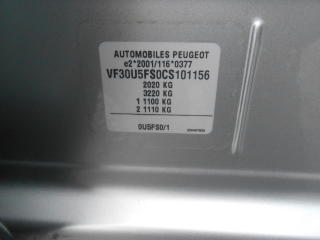 AUTOMOBILES PEUGEOT
e2*2001/116*0377
VF30U5FS0CS101156
2020 KG
3220 KG
1 1100 KG
2 1110 KG
0U5FS0/1